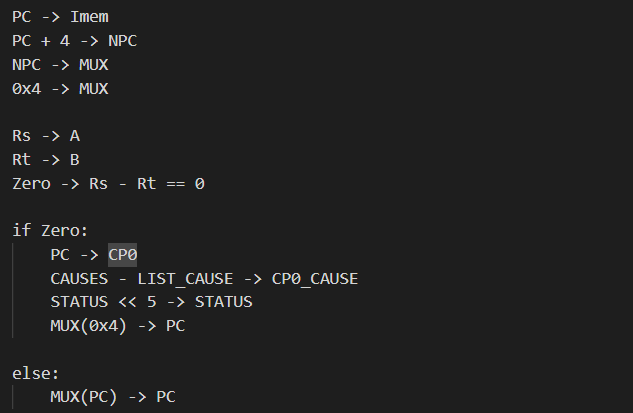 PC -> Imem
PC + 4 -> NPC
NPC -> MUX
0x4 -> MUX
Rs -> A
Rt -> B
Zero -> Rs - Rt == 0
if Zero:
PC -> CP0
CAUSES - LIST_CAUSE -> CP0_CAUSE
STATUS << 5 -> STATUS
MUX(0x4) -> PC
else:
MUX(PC) -> PC